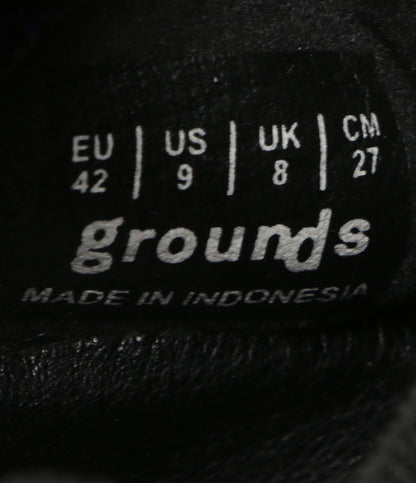 EU | US | UK | CM
42 | 9 | 8 | 27
grounds
MADE IN INDONESIA